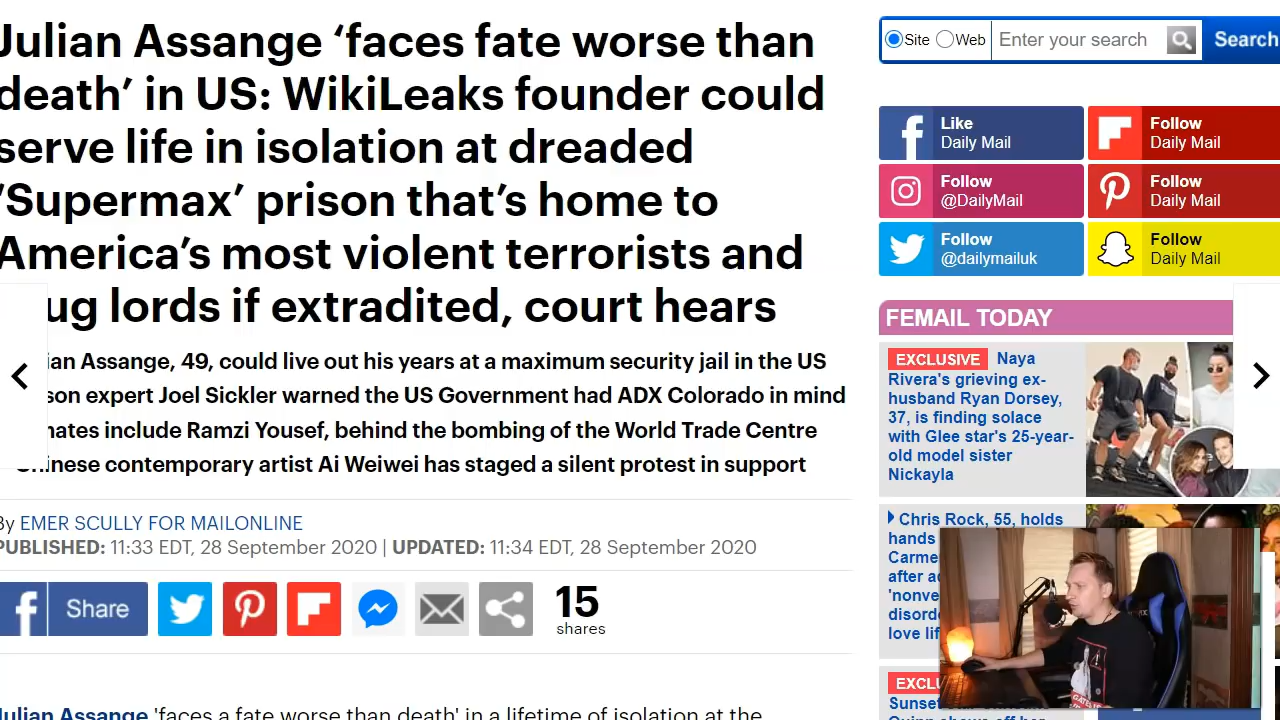 Julian Assange ‘faces fate worse than
death’ in US: WikiLeaks founder could
serve life in isolation at dreaded
’Supermax’ prison that’s home to
America’s most violent terrorists and
ug lords if extradited, court hears
ian Assange, 49, could live out his years at a maximum security jail in the US
son expert Joel Sickler warned the US Government had ADX Colorado in mind
nates include Ramzi Yousef, behind the bombing of the World Trade Centre
Chinese contemporary artist Ai Weiwei has staged a silent protest in support
By EMER SCULLY FOR MAILONLINE
PUBLISHED: 11:33 EDT, 28 September 2020 | UPDATED: 11:34 EDT, 28 September 2020
Share
15
shares
Julian Assange 'faces a fate worse than death' in a lifetime of isolation at the
Site Web Enter your search Search
Like
Daily Mail
Follow
Daily Mail
Follow
@DailyMail
Follow
Daily Mail
Follow
@dailymailuk
Follow
Daily Mail
FEMAIL TODAY
EXCLUSIVE Naya
Rivera's grieving ex-
husband Ryan Dorsey,
37, is finding solace
with Glee star's 25-year-
old model sister
Nickayla
Chris Rock, 55, holds
hands
Carme
after a
'nonve
disord
love lif
EXCLU
Sunset